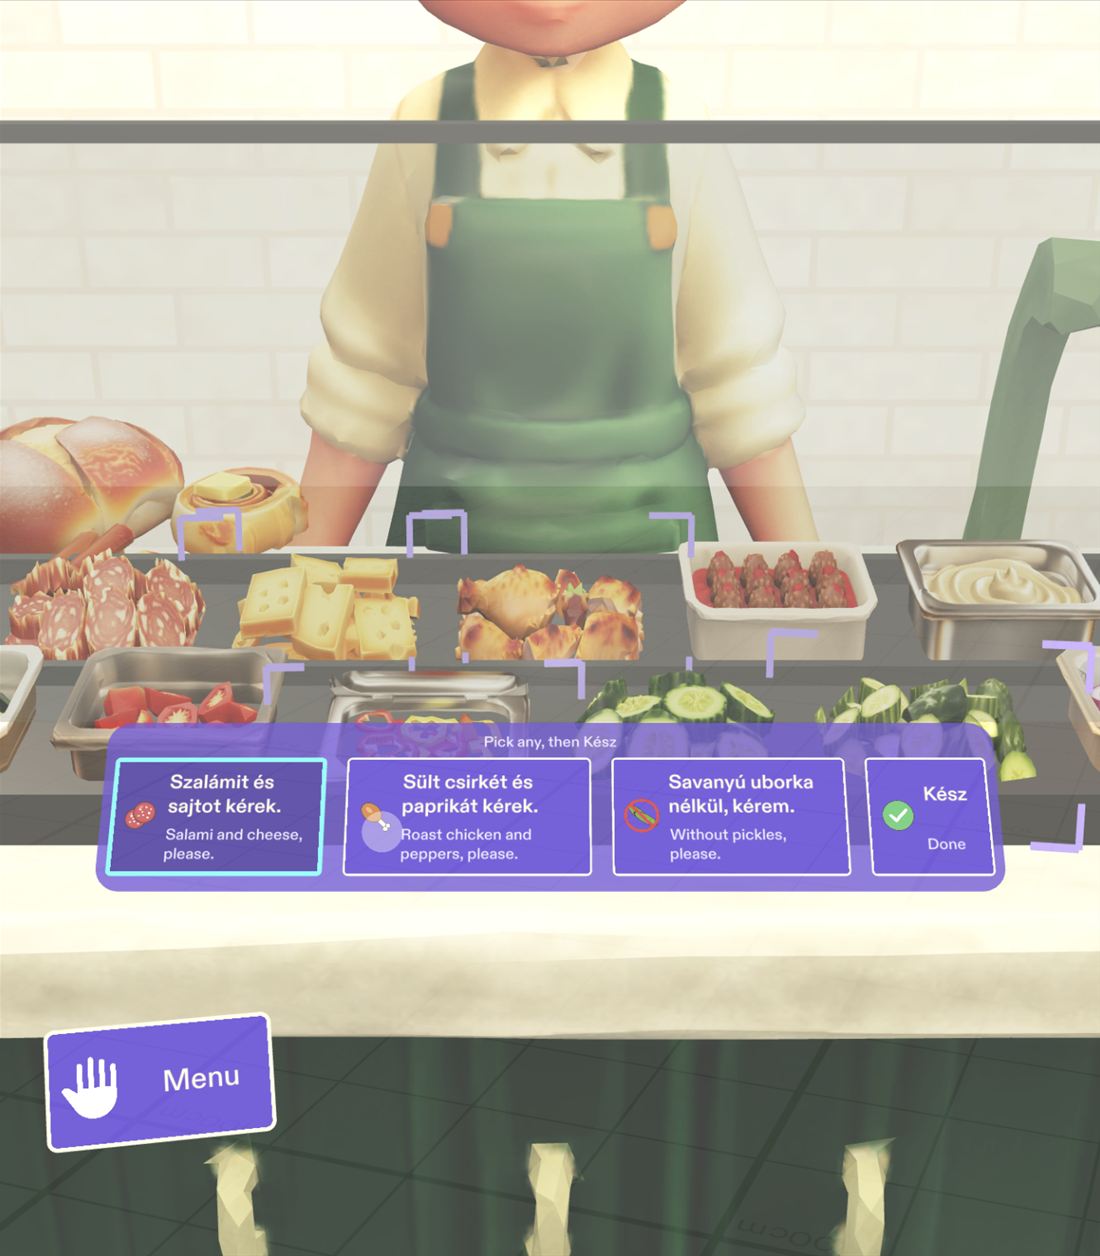 Pick any, then Kész
Szalámit és
sajtot kérek.
Salami and cheese,
please.
Sült csirkét és
paprikát kérek.
Roast chicken and
peppers, please.
Savanyú uborka
nélkül, kérem.
Without pickles,
please.
Kész
Done
Menu